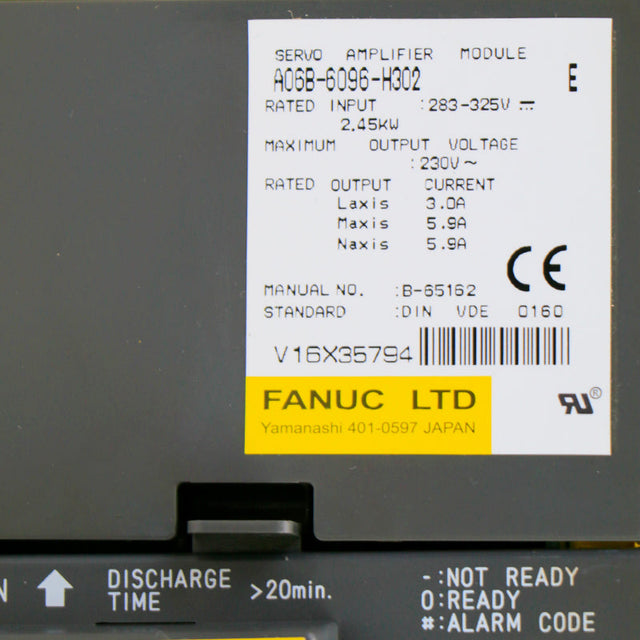 SERVO AMPLIFIER MODULE
A06B-6096-H302 E
RATED INPUT :283-325V ⎓
2.45KW
MAXIMUM OUTPUT VOLTAGE
:230V～
RATED OUTPUT CURRENT
Laxis 3.0A
Maxis 5.9A
Naxis 5.9A
CE
MANUAL NO. :B-65162
STANDARD :DIN VDE 0160
V16X35794
FANUC LTD
Yamanashi 401-0597 JAPAN
RU®
N
DISCHARGE
TIME >20min.
-:NOT READY
0:READY
#:ALARM CODE